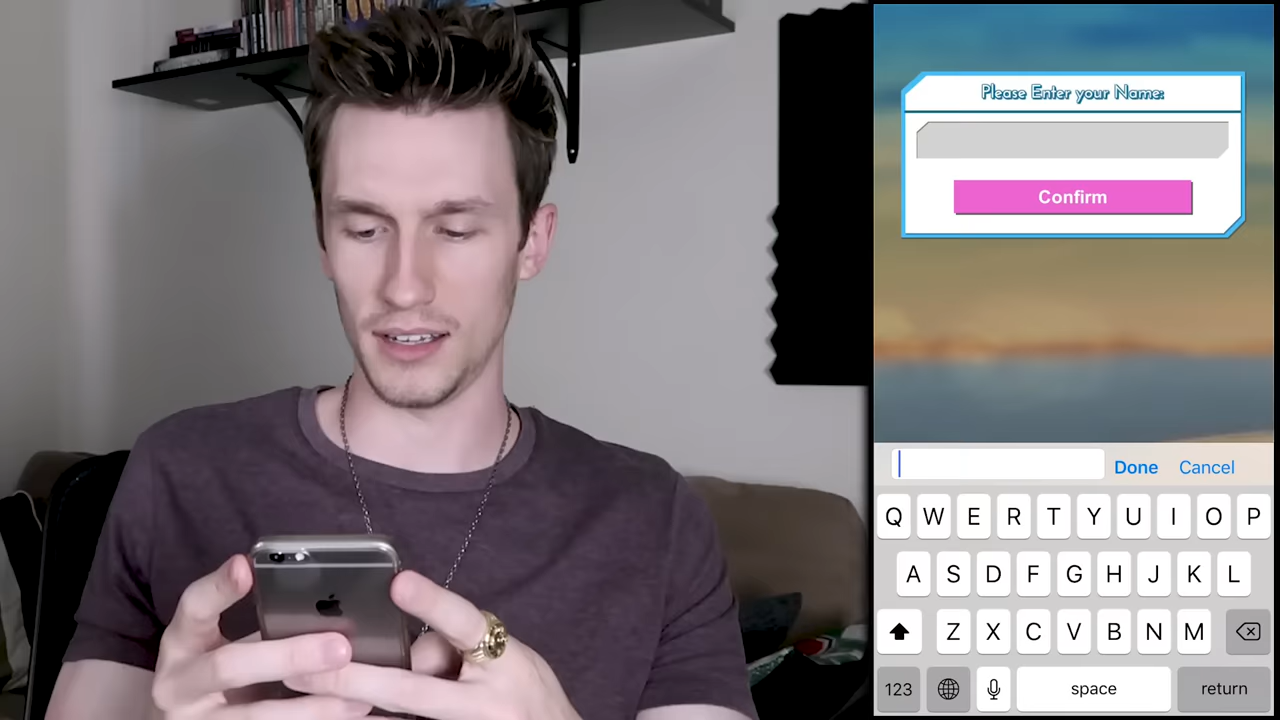 Please Enter your Name:
Confirm
Done Cancel
Q W E R T Y U I O P
A S D F G H J K L
Z X C V B N M
123 space return